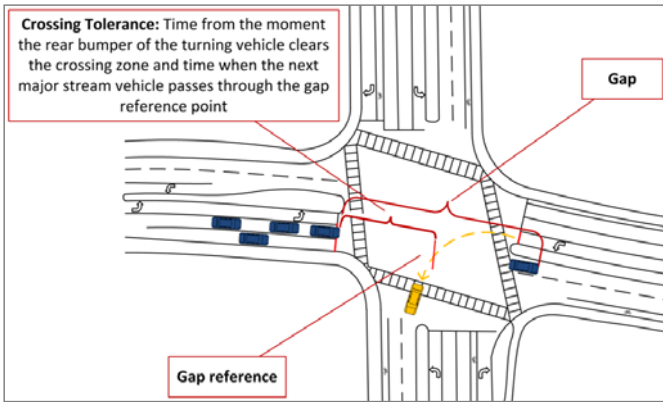 Crossing Tolerance: Time from the moment
the rear bumper of the turning vehicle clears
the crossing zone and time when the next
major stream vehicle passes through the gap
reference point
Gap
Gap reference